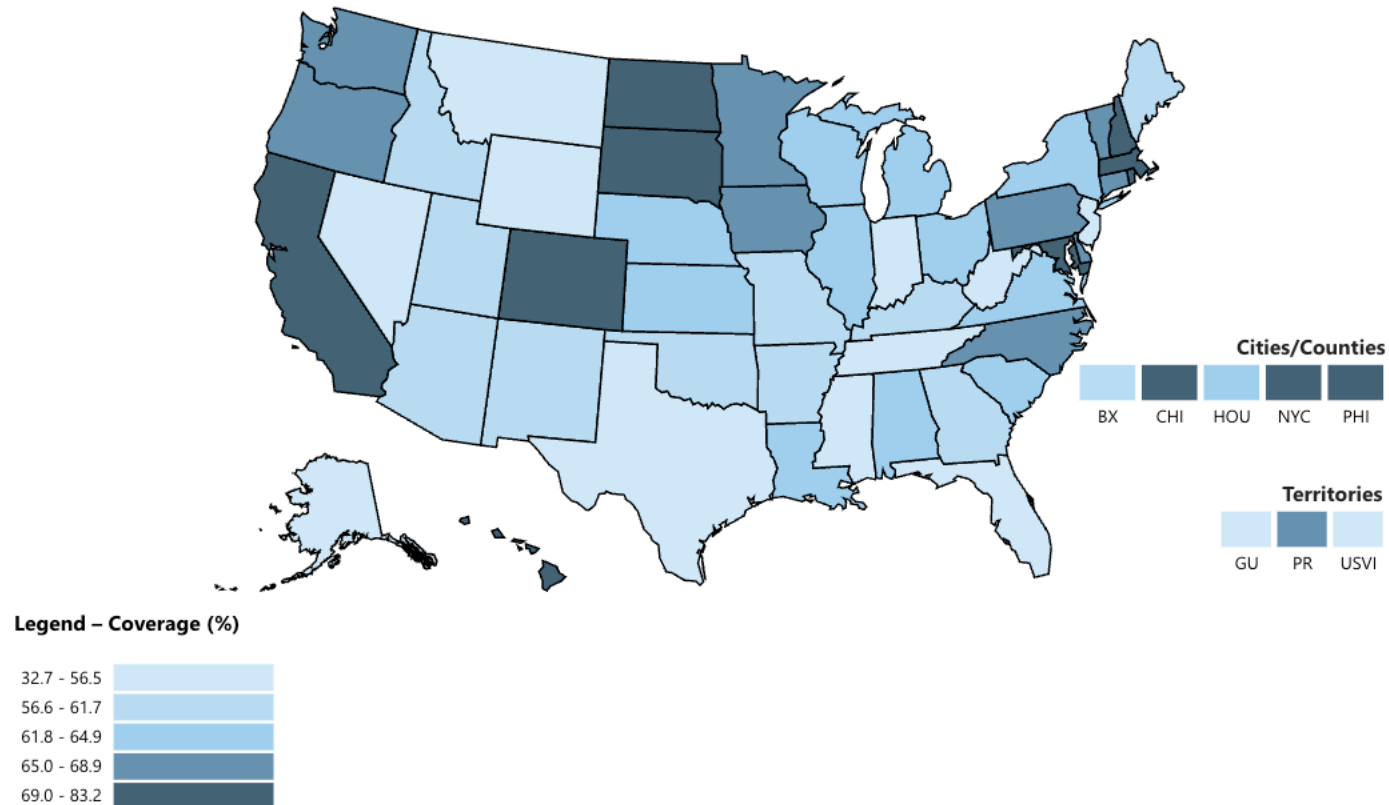 Cities/Counties
BX CHI HOU NYC PHI
Territories
GU PR USVI
Legend – Coverage (%)
32.7 - 56.5
56.6 - 61.7
61.8 - 64.9
65.0 - 68.9
69.0 - 83.2